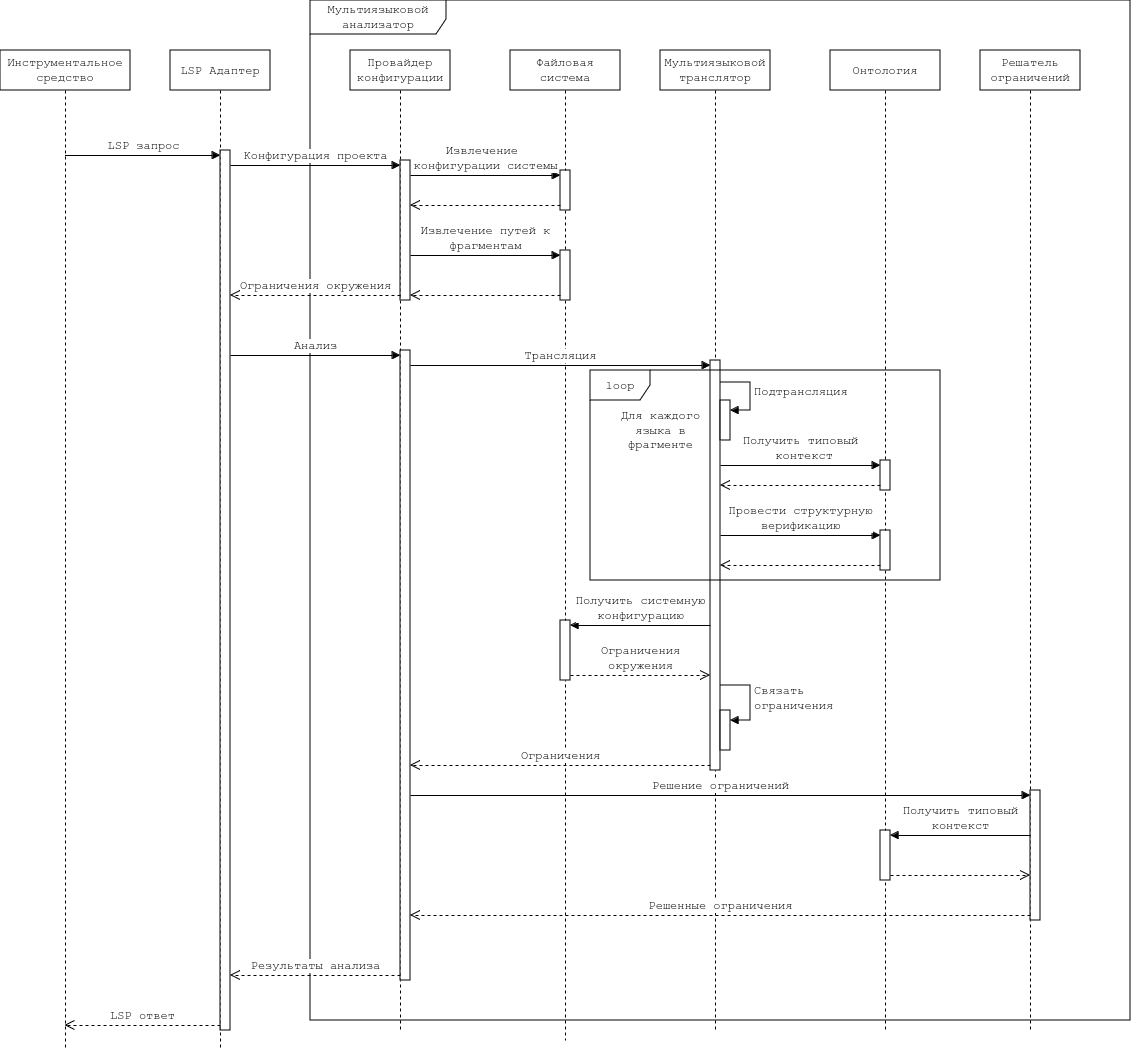 Мультиязыковой
анализатор
Инструментальное
средство
LSP Адаптер
Провайдер
конфигурации
Файловая
система
Мультиязыковой
транслятор
Онтология
Решатель
ограничений
LSP запрос
Конфигурация проекта
Извлечение
конфигурации системы
Извлечение путей к
фрагментам
Ограничения окружения
Анализ
Трансляция
loop
Подтрансляция
Для каждого
языка в
фрагменте
Получить типовый
контекст
Провести структурную
верификацию
Получить системную
конфигурацию
Ограничения
окружения
Связать
ограничения
Ограничения
Решение ограничений
Получить типовый
контекст
Решенные ограничения
Результаты анализа
LSP ответ